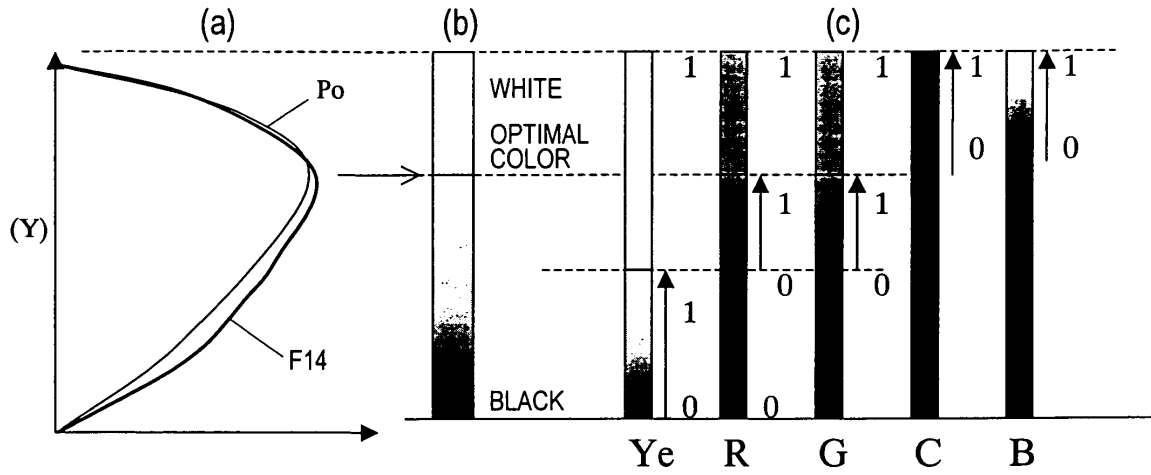 (a) (b) (c)
Po
WHITE
OPTIMAL
COLOR
(Y)
F14
BLACK
1 1 1 1 1
0 0
1 1
1 0 0
0 0
Ye R G C B